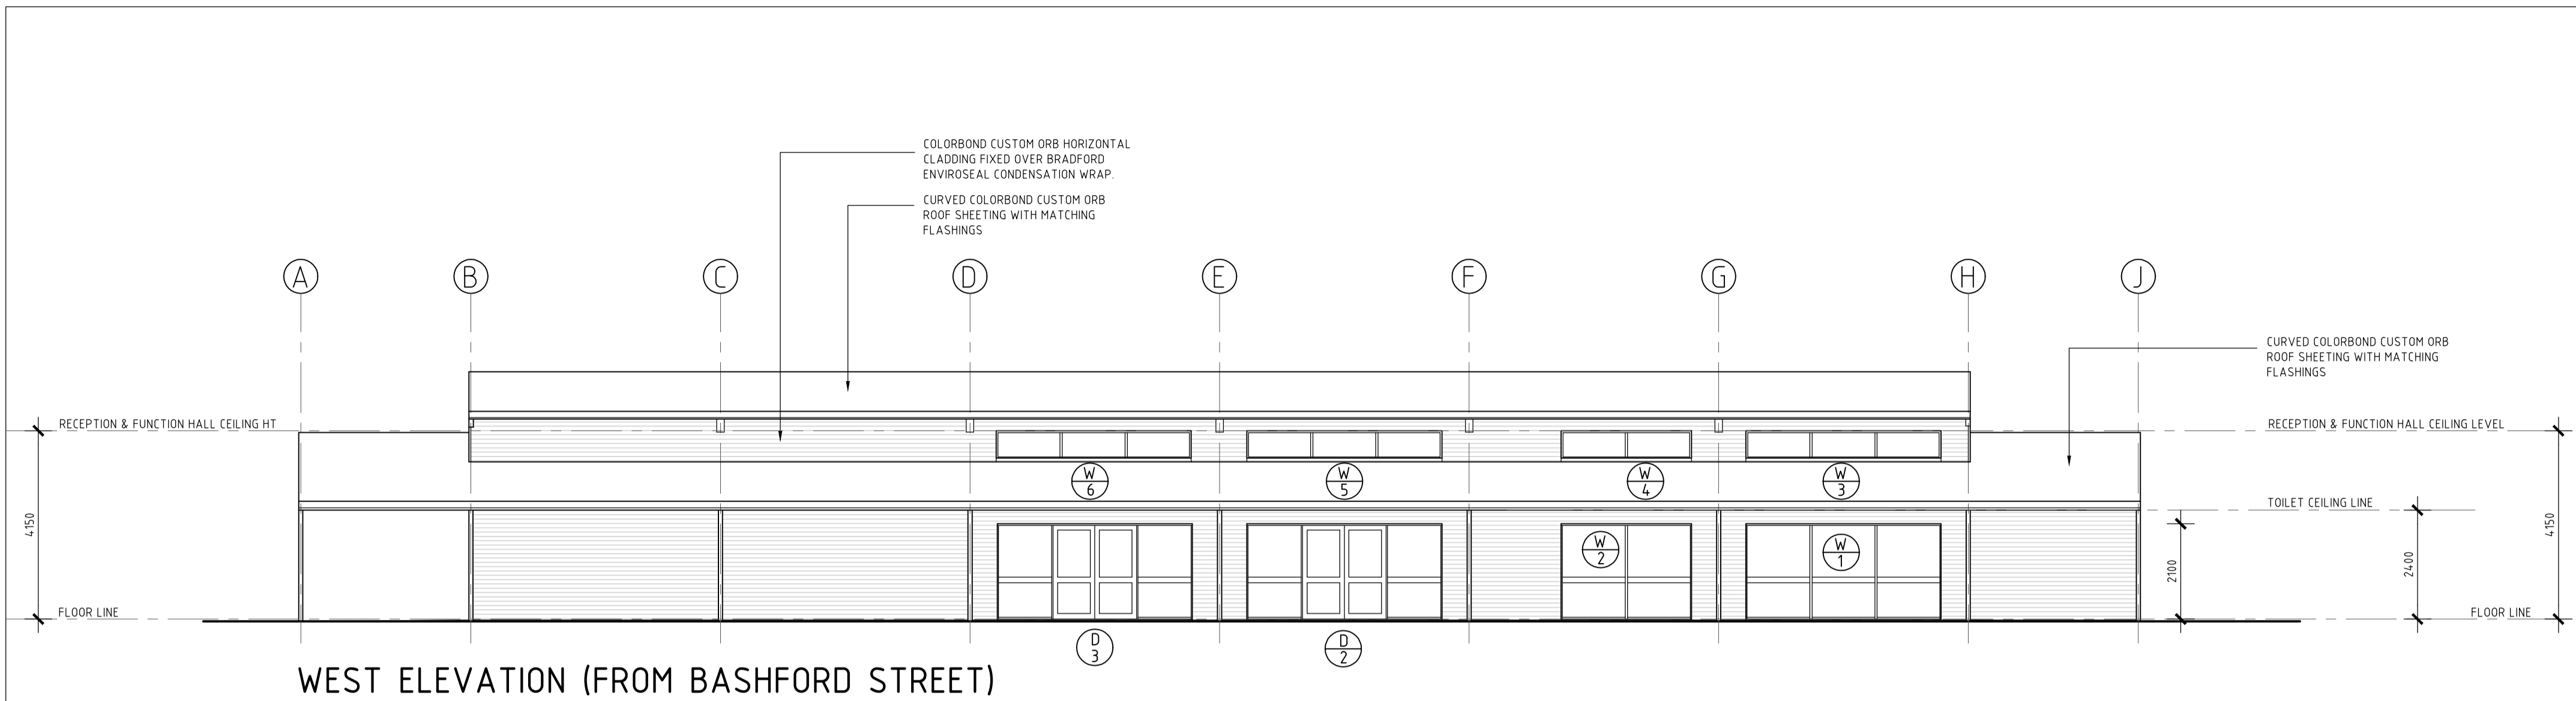 COLORBOND CUSTOM ORB HORIZONTAL
CLADDING FIXED OVER BRADFORD
ENVIROSEAL CONDENSATION WRAP.
CURVED COLORBOND CUSTOM ORB
ROOF SHEETING WITH MATCHING
FLASHINGS
A B C D E F G H J
CURVED COLORBOND CUSTOM ORB
ROOF SHEETING WITH MATCHING
FLASHINGS
RECEPTION & FUNCTION HALL CEILING HT
RECEPTION & FUNCTION HALL CEILING LEVEL
W
6
W
5
W
4
W
3
TOILET CEILING LINE
4150
W
2
W
1
2100
2400
4150
FLOOR LINE
FLOOR LINE
D
3
D
2
WEST ELEVATION (FROM BASHFORD STREET)